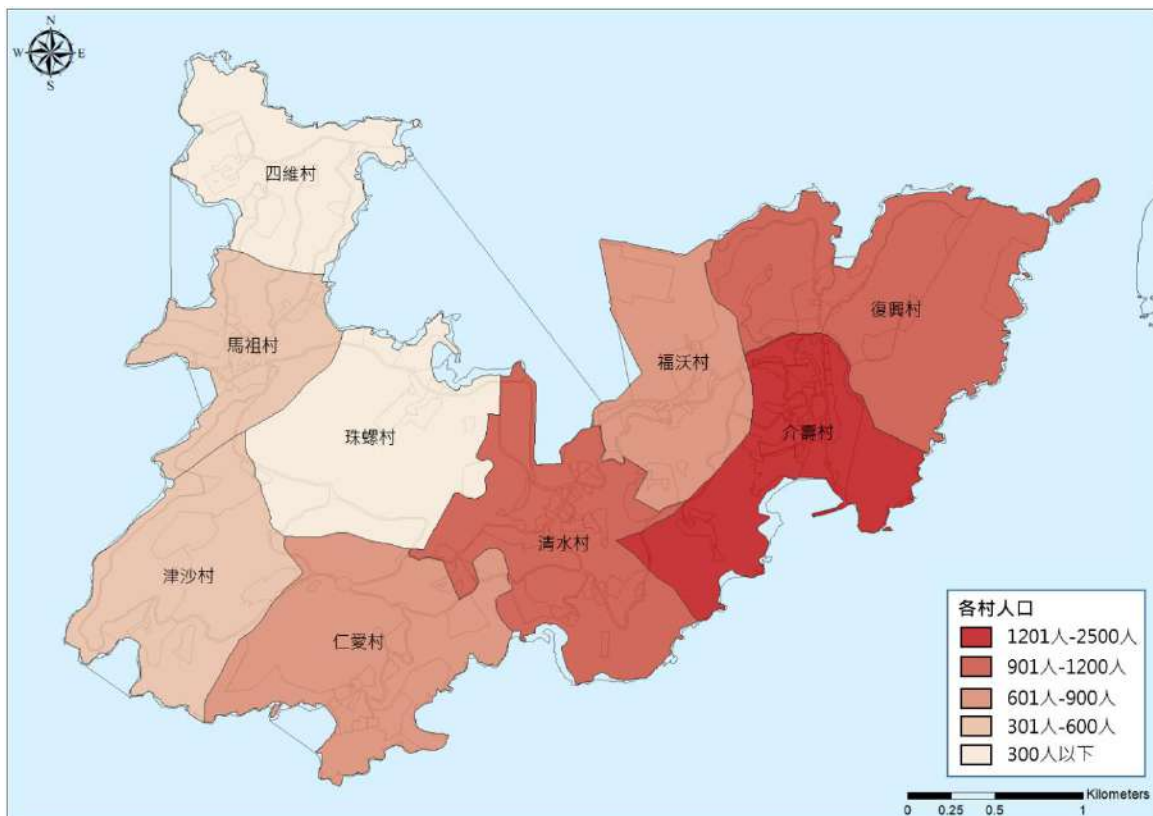 N
W E
S
四維村
馬祖村
復興村
福沃村
珠螺村
介壽村
清水村
津沙村
仁愛村
各村人口
1201人-2500人
901人-1200人
601人-900人
301人-600人
300人以下
Kilometers
0 0.25 0.5 1